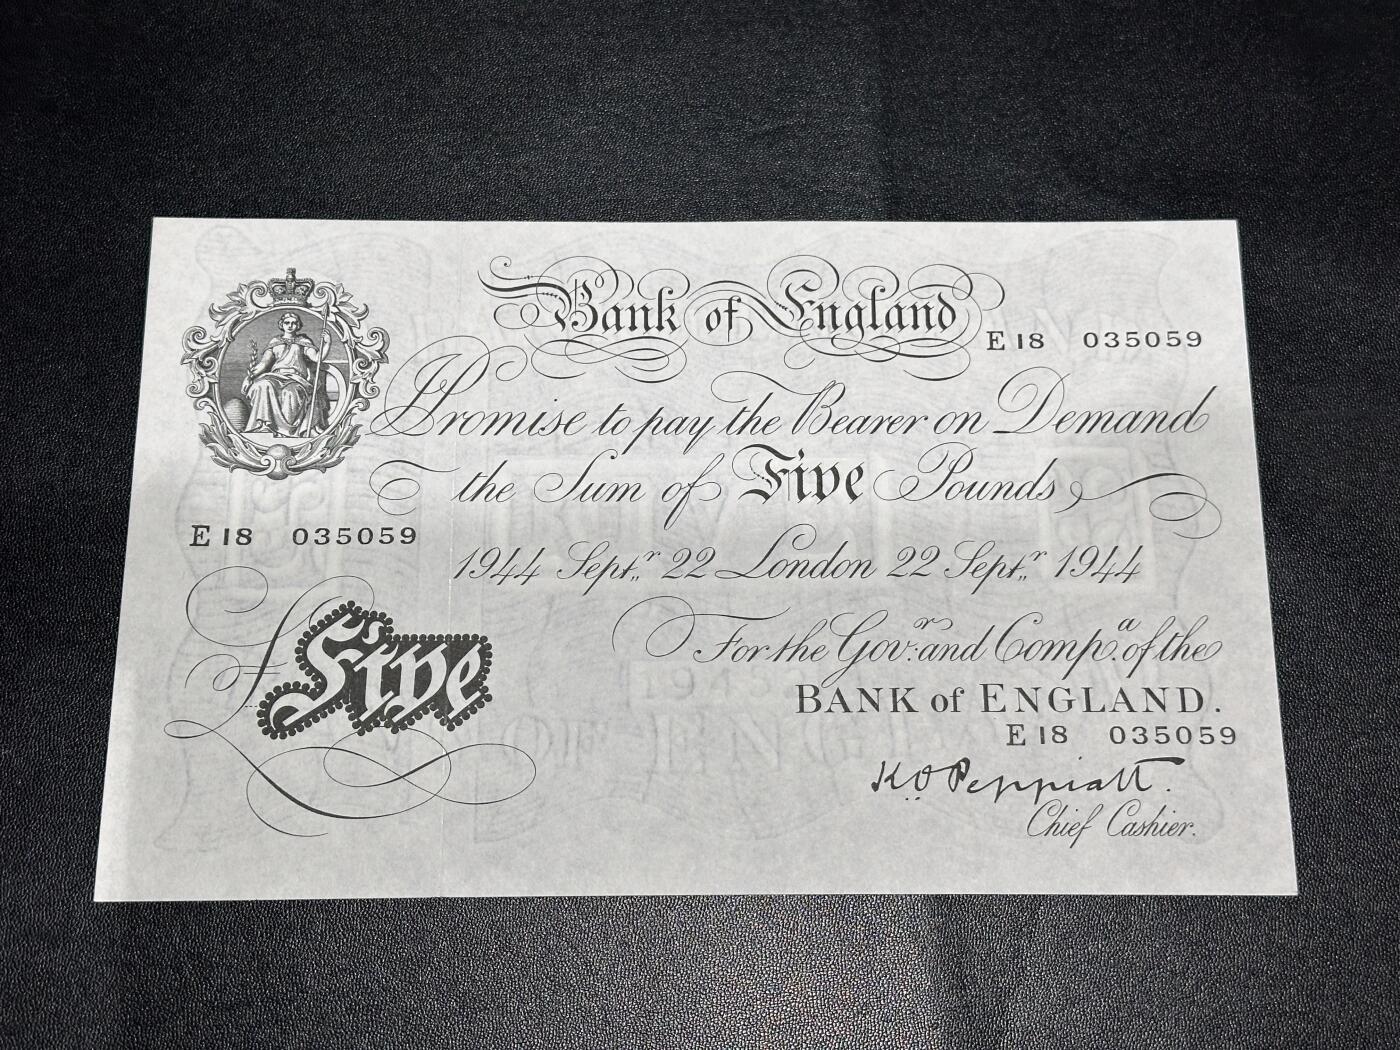 Bank of England
E18 035059
I Promise to pay the Bearer on Demand
the Sum of Five Pounds
E18 035059
1944 Septr. 22 London 22 Septr. 1944
For the Govr. and Compa. of the
BANK of ENGLAND.
£Five
E18 035059
K O Peppiatt.
Chief Cashier.
OF ENG